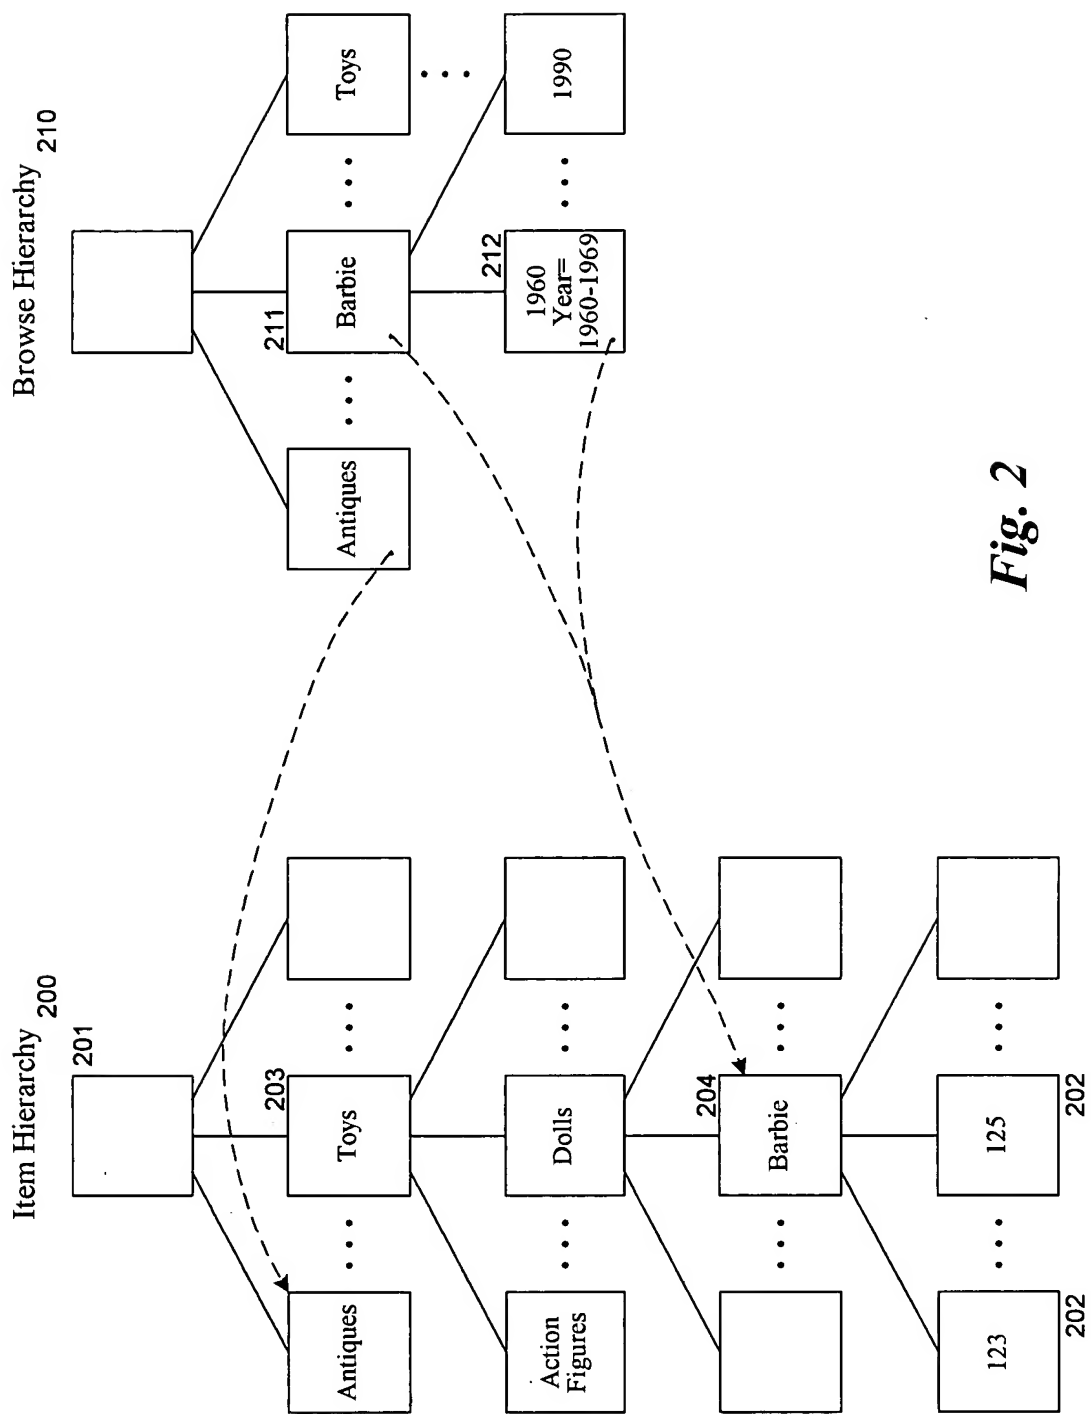 Item Hierarchy 200
201
Antiques
203
Toys
Action
Figures
Dolls
204
Barbie
123
125
202
202
Browse Hierarchy 210
Antiques
211
Barbie
Toys
212
1960
Year=
1960-1969
1990
Fig. 2